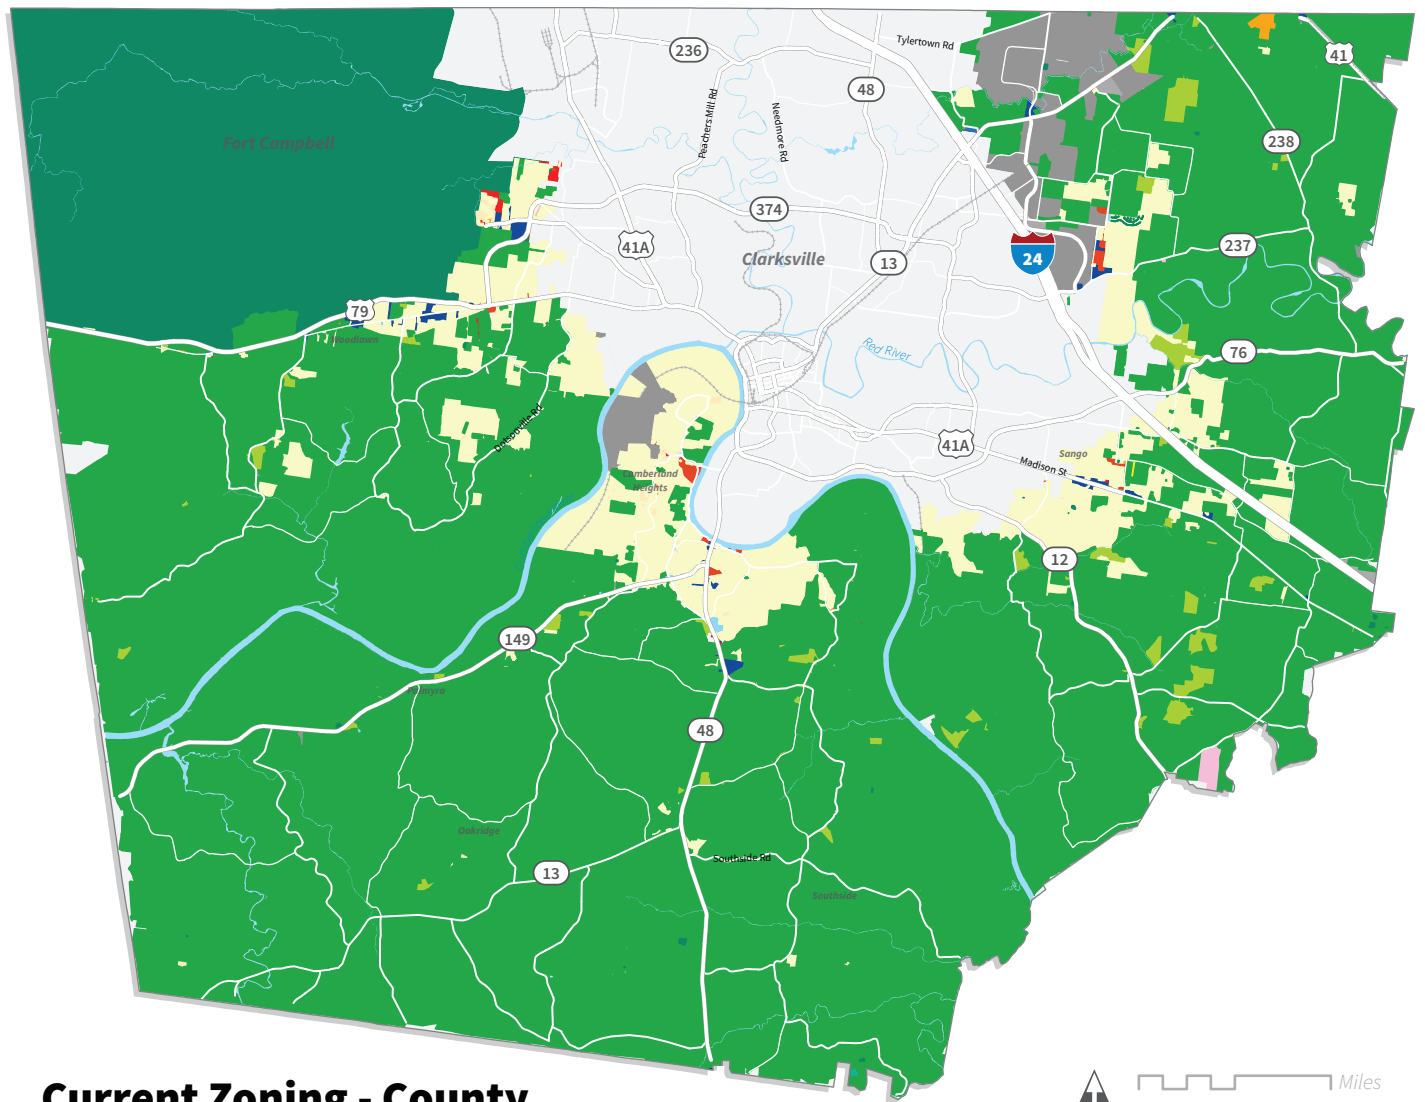 Tylertown Rd
236
41
48
Peachers Mill Rd
Needmore Rd
Fort Campbell
238
374
41A
237
Clarksville
13
24
79
Woodlawn
Red River
76
Dotsonville Rd
41A
Sango
Madison St
Cumberland
Heights
12
149
Palmyra
48
Oakridge
Southside Rd
13
Southside
Current Zoning - County
Miles